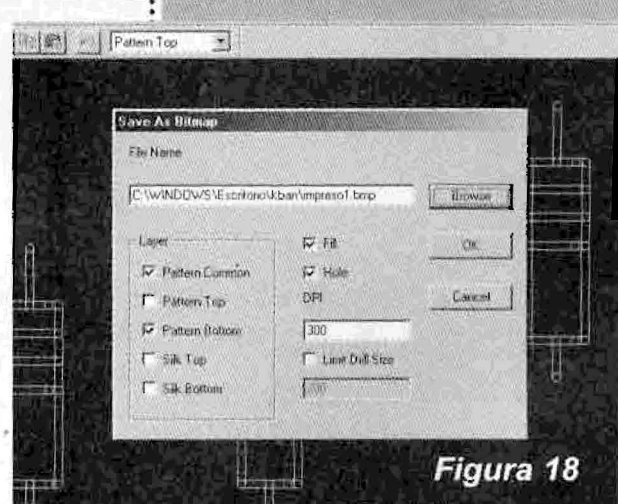 Pattern Top
Save As Bitmap
File Name
C:\WINDOWS\Escritorio\kban\impreso1.bmp
Browse
Layer
Fill
OK
Pattern Common
Hole
Pattern Top
DPI
Cancel
Pattern Bottom
300
Silk Top
Limit Drill Size
Silk Bottom
Figura 18